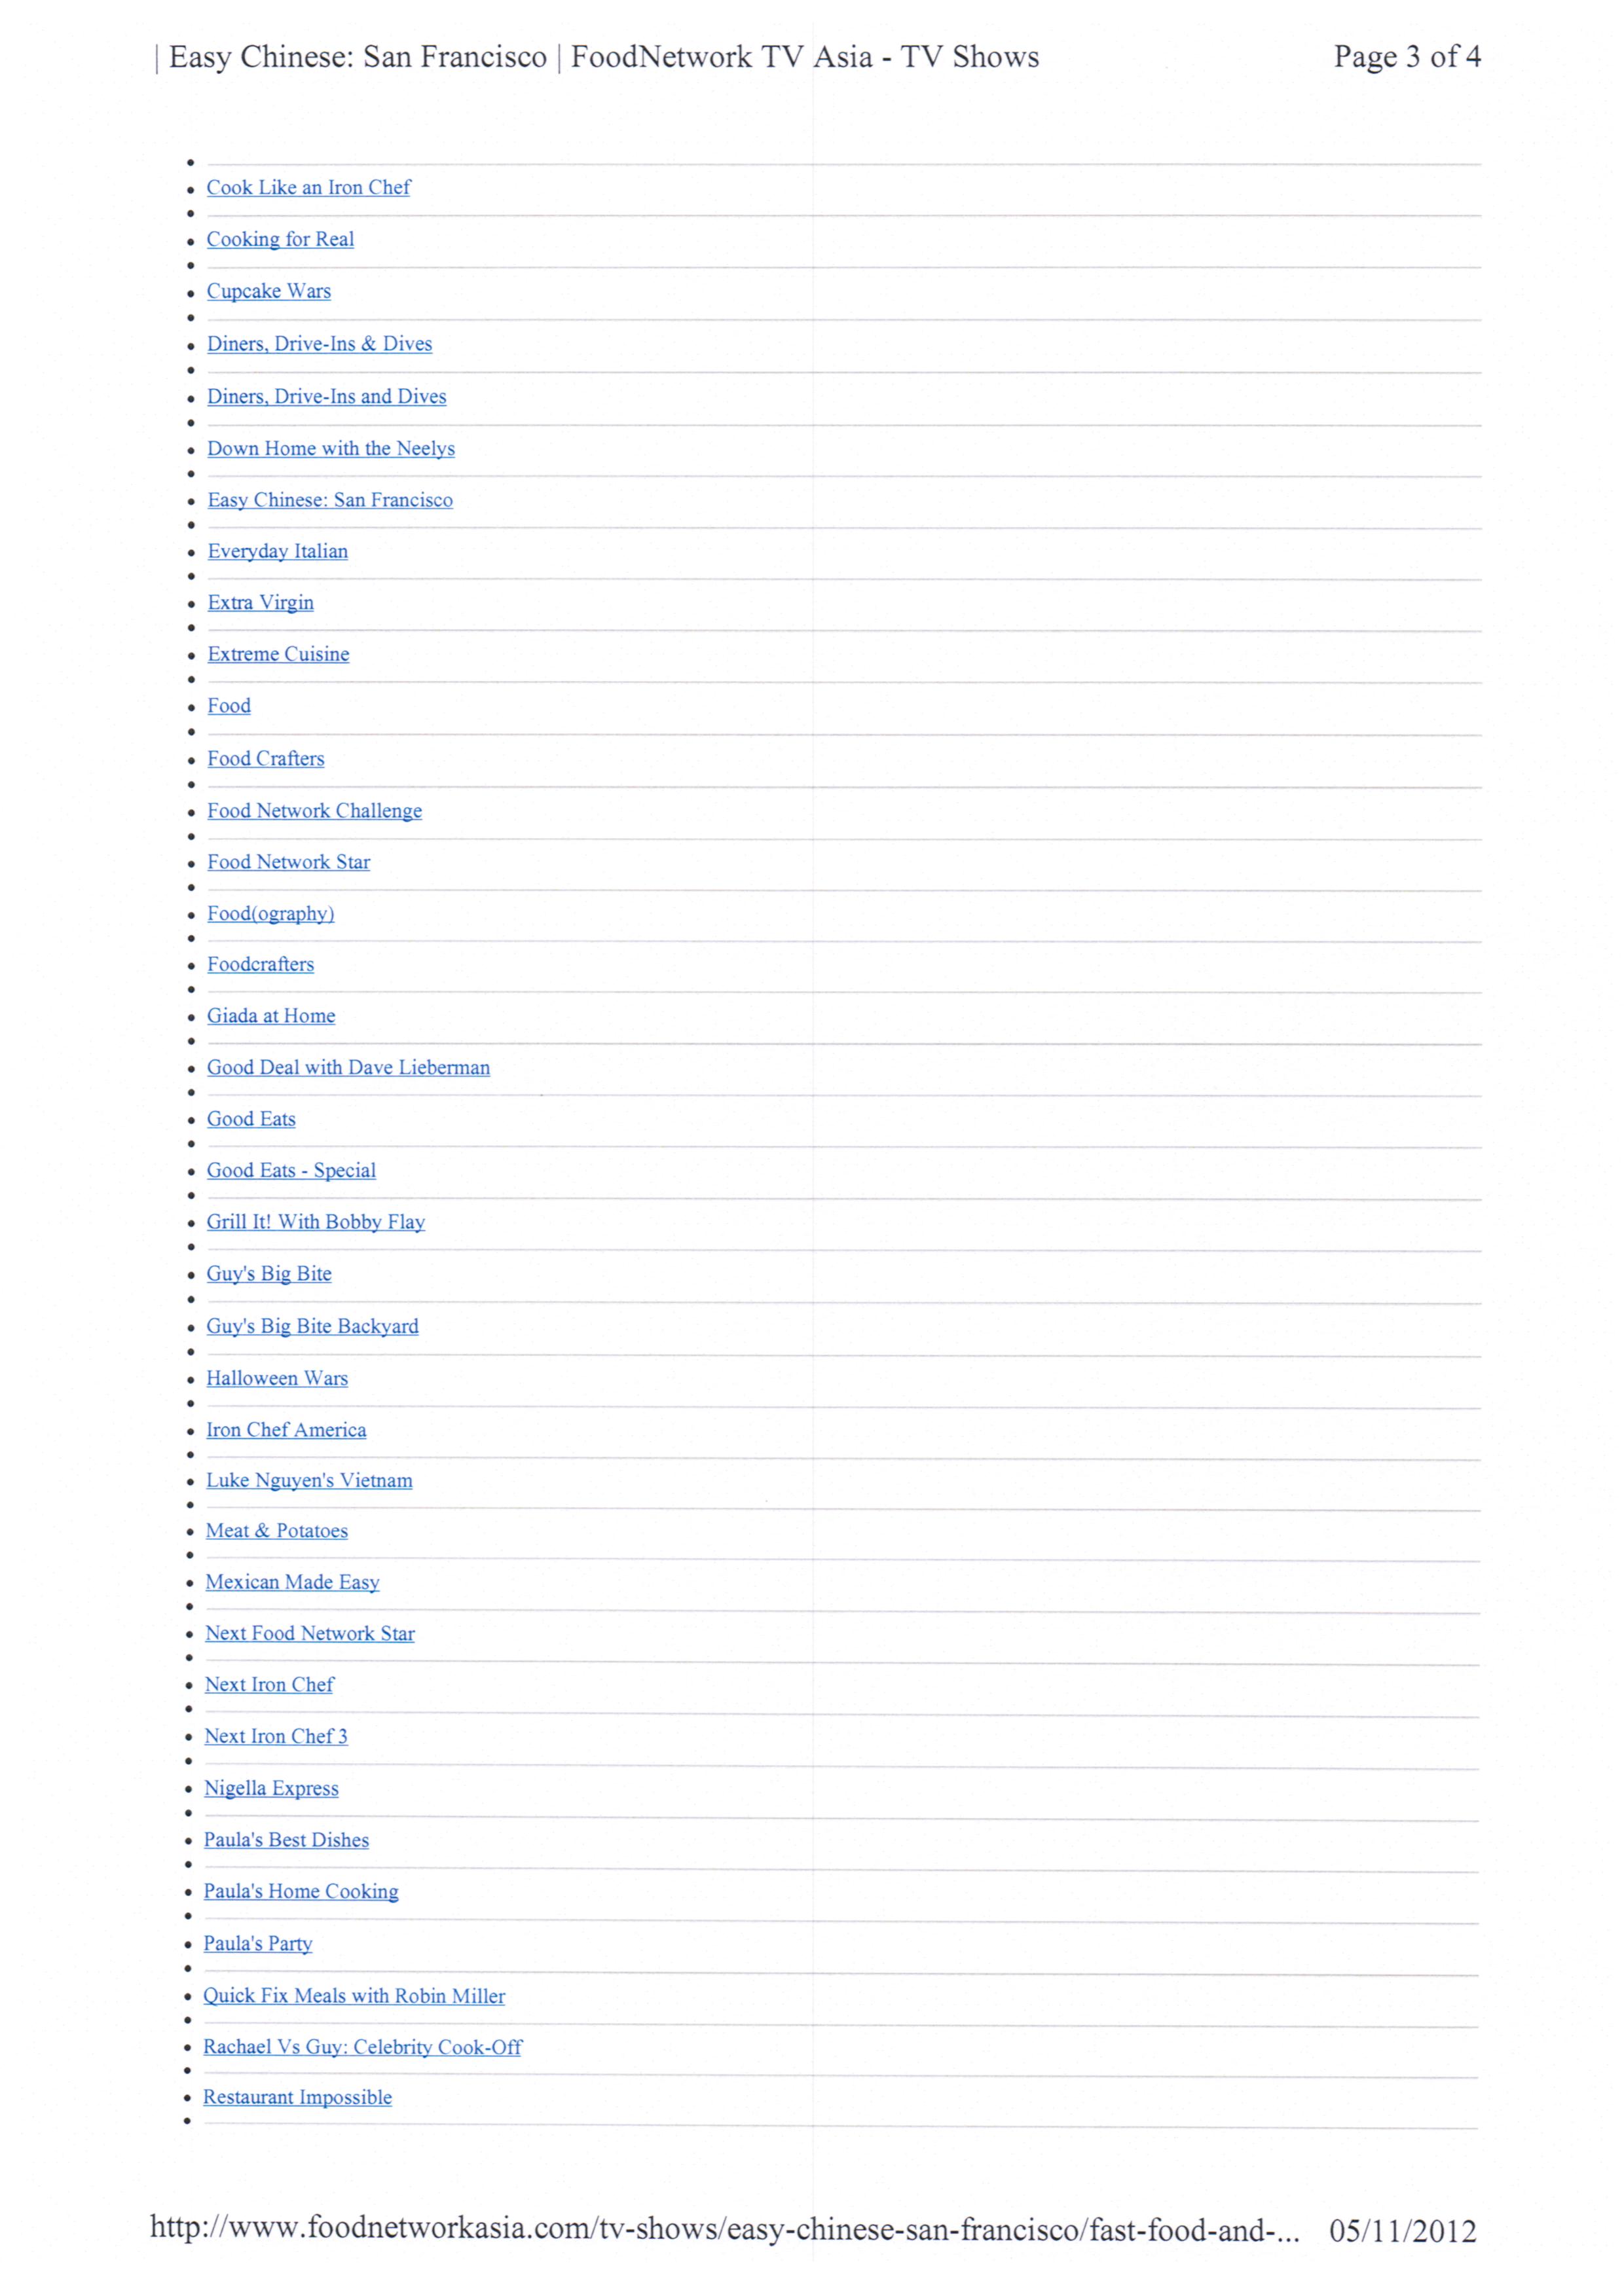 | Easy Chinese: San Francisco | FoodNetwork TV Asia - TV Shows Page 3 of 4
Cook Like an Iron Chef
Cooking for Real
Cupcake Wars
Diners, Drive-Ins & Dives
Diners, Drive-Ins and Dives
Down Home with the Neelys
Easy Chinese: San Francisco
Everyday Italian
Extra Virgin
Extreme Cuisine
Food
Food Crafters
Food Network Challenge
Food Network Star
Food(ography)
Foodcrafters
Giada at Home
Good Deal with Dave Lieberman
Good Eats
Good Eats - Special
Grill It! With Bobby Flay
Guy's Big Bite
Guy's Big Bite Backyard
Halloween Wars
Iron Chef America
Luke Nguyen's Vietnam
Meat & Potatoes
Mexican Made Easy
Next Food Network Star
Next Iron Chef
Next Iron Chef 3
Nigella Express
Paula's Best Dishes
Paula's Home Cooking
Paula's Party
Quick Fix Meals with Robin Miller
Rachael Vs Guy: Celebrity Cook-Off
Restaurant Impossible
http://www.foodnetworkasia.com/tv-shows/easy-chinese-san-francisco/fast-food-and-... 05/11/2012